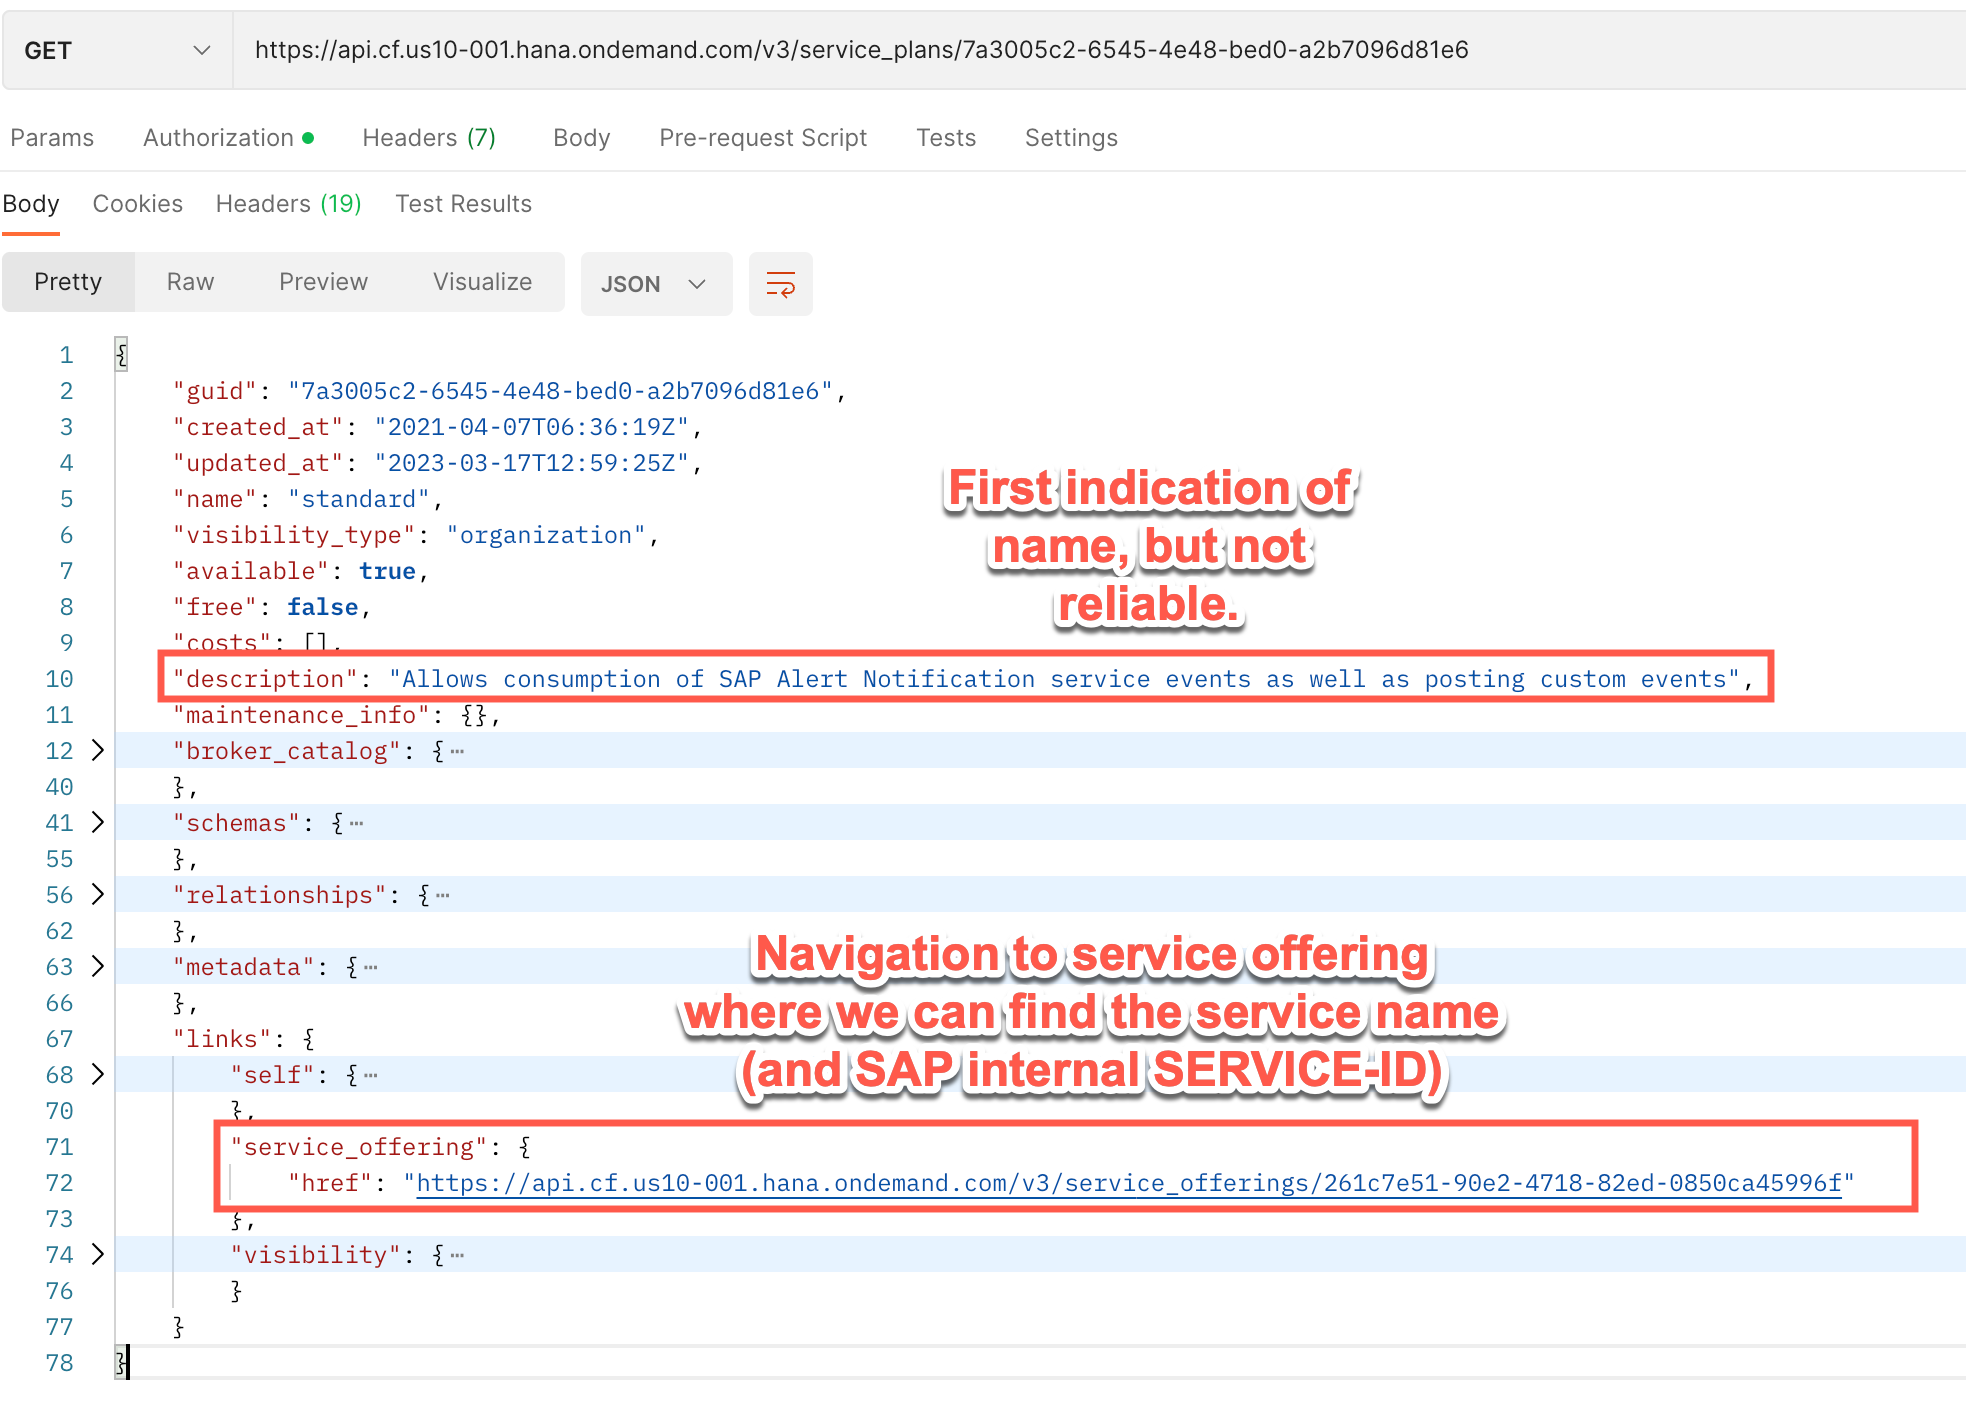 GET https://api.cf.us10-001.hana.ondemand.com/v3/service_plans/7a3005c2-6545-4e48-bed0-a2b7096d81e6
Params Authorization Headers (7) Body Pre-request Script Tests Settings
Body Cookies Headers (19) Test Results
Pretty Raw Preview Visualize JSON
1 {
2 "guid": "7a3005c2-6545-4e48-bed0-a2b7096d81e6",
3 "created_at": "2021-04-07T06:36:19Z",
4 "updated_at": "2023-03-17T12:59:25Z",
5 "name": "standard",
6 "visibility_type": "organization",
7 "available": true,
8 "free": false,
9 "costs": [],
First indication of
name, but not
reliable.
10 "description": "Allows consumption of SAP Alert Notification service events as well as posting custom events",
11 "maintenance_info": {},
12 "broker_catalog": {…
40 },
41 "schemas": {…
55 },
56 "relationships": {…
62 },
63 "metadata": {…
66 },
67 "links": {
68 "self": {…
70 },
Navigation to service offering
where we can find the service name
(and SAP internal SERVICE-ID)
71 "service_offering": {
72 "href": "https://api.cf.us10-001.hana.ondemand.com/v3/service_offerings/261c7e51-90e2-4718-82ed-0850ca45996f"
73 },
74 "visibility": {…
76 }
77 }
78 }